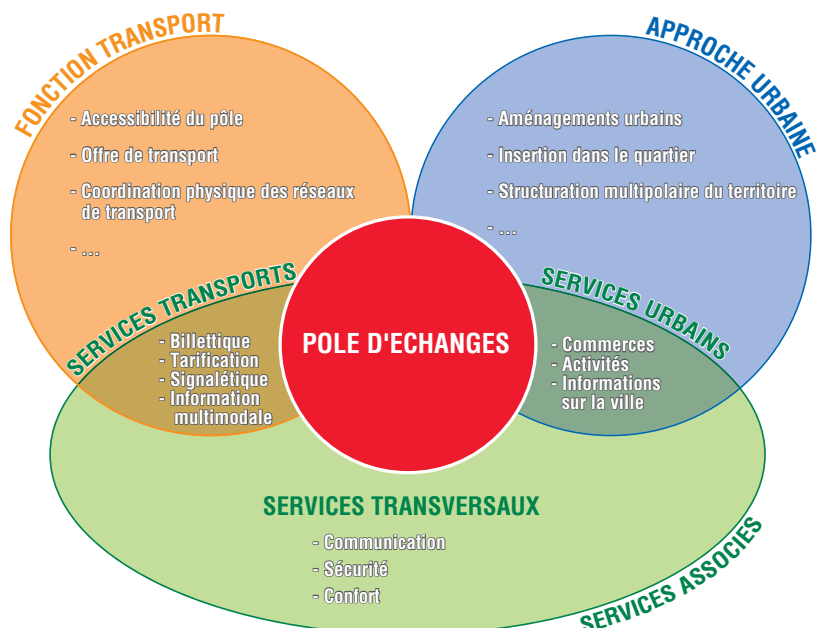 FONCTION TRANSPORT
- Accessibilité du pôle
- Offre de transport
- Coordination physique des réseaux
de transport
- ...
APPROCHE URBAINE
- Aménagements urbains
- Insertion dans le quartier
- Structuration multipolaire du territoire
- ...
SERVICES TRANSPORTS
- Billettique
- Tarification
- Signalétique
- Information
multimodale
POLE D'ECHANGES
SERVICES URBAINS
- Commerces
- Activités
- Informations
sur la ville
SERVICES TRANSVERSAUX
- Communication
- Sécurité
- Confort
SERVICES ASSOCIES